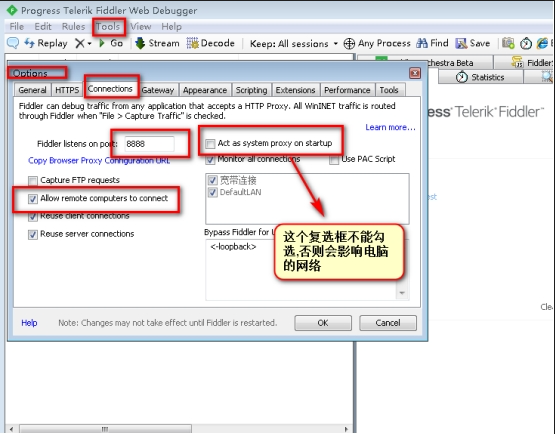 Progress Telerik Fiddler Web Debugger
File Edit Rules Tools View Help
Replay Go Stream Decode Keep: All sessions Any Process Find Save
Orchestra Beta Fiddler
Statistics
Options
General HTTPS Connections Gateway Appearance Scripting Extensions Performance Tools
Fiddler can debug traffic from any application that accepts a HTTP Proxy. All WinINET traffic is routed
through Fiddler when "File > Capture Traffic" is checked.
Learn more...
Fiddler listens on port: 8888
Act as system proxy on startup
Copy Browser Proxy Configuration URL
Monitor all connections Use PAC Script
Capture FTP requests
宽带连接
Allow remote computers to connect
DefaultLAN
Reuse client connections
Reuse server connections
Bypass Fiddler for
<-loopback>
这个复选框不能勾
选,否则会影响电脑
的网络
Help Note: Changes may not take effect until Fiddler is restarted. OK Cancel
ess® Telerik® Fiddler™
est
Cle